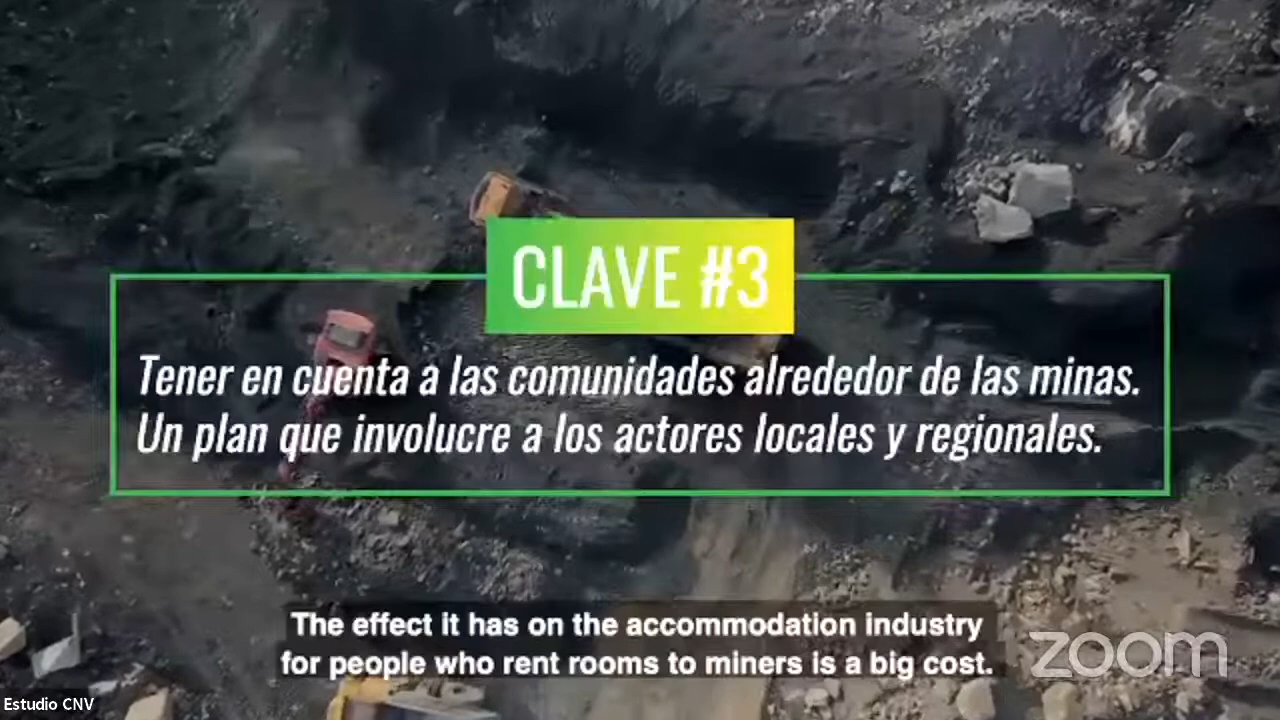 CLAVE #3
Tener en cuenta a las comunidades alrededor de las minas.
Un plan que involucre a los actores locales y regionales.
The effect it has on the accommodation industry
for people who rent rooms to miners is a big cost.
zoom
Estudio CNV